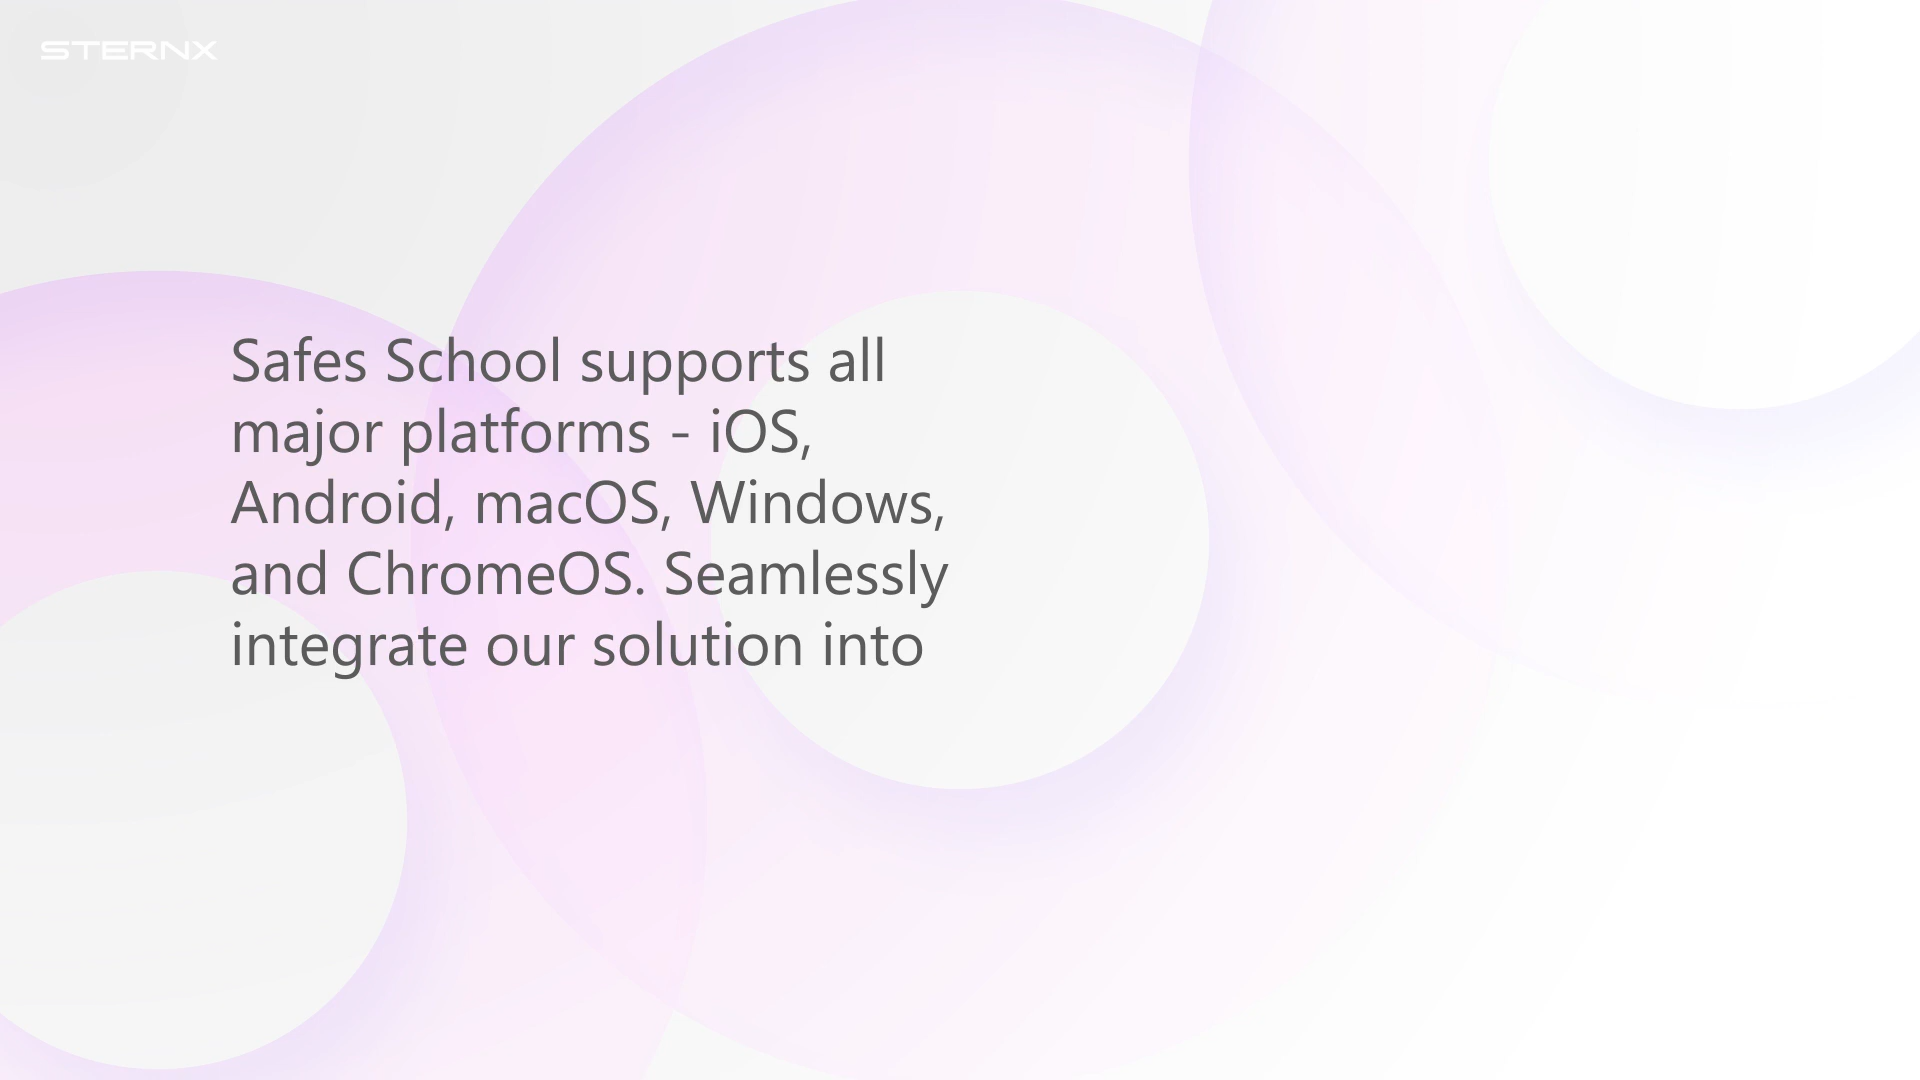 STERNX
Safes School supports all
major platforms - iOS,
Android, macOS, Windows,
and ChromeOS. Seamlessly
integrate our solution into